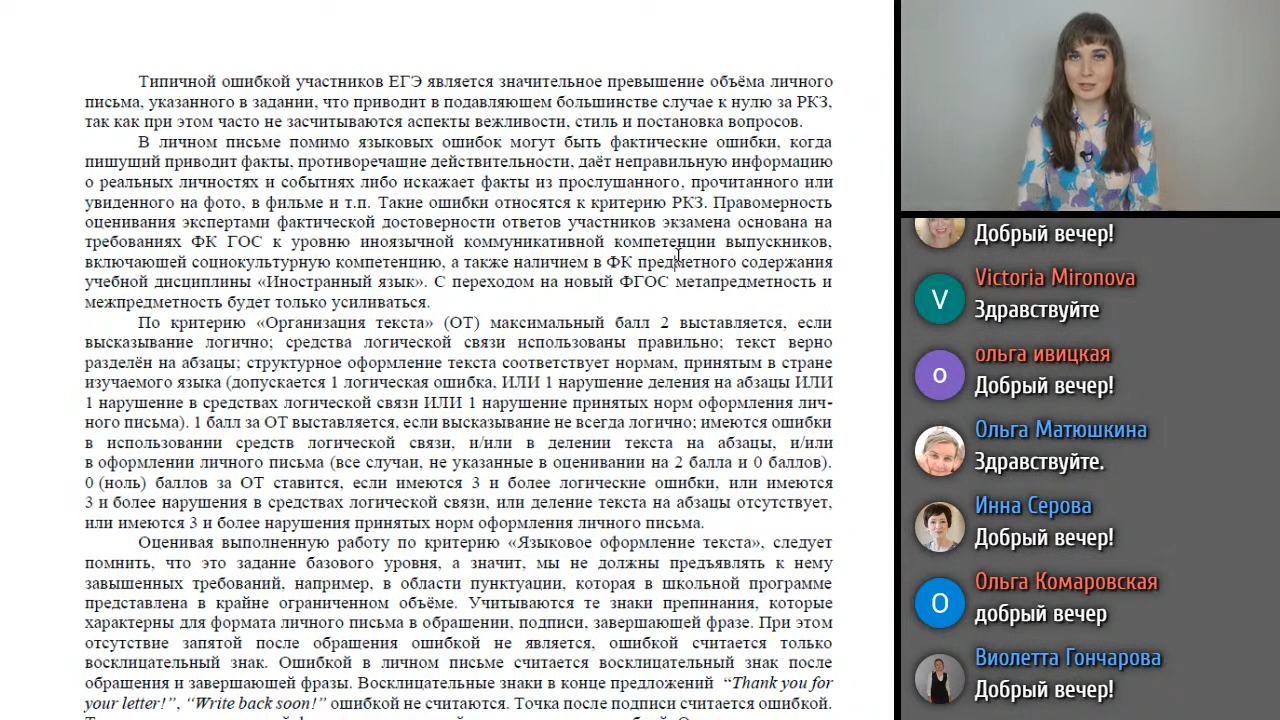 Типичной ошибкой участников ЕГЭ является значительное превышение объёма личного
письма, указанного в задании, что приводит в подавляющем большинстве случае к нулю за РКЗ,
так как при этом часто не засчитываются аспекты вежливости, стиль и постановка вопросов.
В личном письме помимо языковых ошибок могут быть фактические ошибки, когда
пишущий приводит факты, противоречащие действительности, даёт неправильную информацию
о реальных личностях и событиях либо искажает факты из прослушанного, прочитанного или
увиденного на фото, в фильме и т.п. Такие ошибки относятся к критерию РКЗ. Правомерность
оценивания экспертами фактической достоверности ответов участников экзамена основана на
требованиях ФК ГОС к уровню иноязычной коммуникативной компетенции выпускников,
включающей социокультурную компетенцию, а также наличием в ФК предметного содержания
учебной дисциплины «Иностранный язык». С переходом на новый ФГОС метапредметность и
межпредметность будет только усиливаться.
По критерию «Организация текста» (ОТ) максимальный балл 2 выставляется, если
высказывание логично; средства логической связи использованы правильно; текст верно
разделён на абзацы; структурное оформление текста соответствует нормам, принятым в стране
изучаемого языка (допускается 1 логическая ошибка, ИЛИ 1 нарушение деления на абзацы ИЛИ
1 нарушение в средствах логической связи ИЛИ 1 нарушение принятых норм оформления лич-
ного письма). 1 балл за ОТ выставляется, если высказывание не всегда логично; имеются ошибки
в использовании средств логической связи, и/или в делении текста на абзацы, и/или
в оформлении личного письма (все случаи, не указанные в оценивании на 2 балла и 0 баллов).
0 (ноль) баллов за ОТ ставится, если имеются 3 и более логические ошибки, или имеются
3 и более нарушения в средствах логической связи, или деление текста на абзацы отсутствует,
или имеются 3 и более нарушения принятых норм оформления личного письма.
Оценивая выполненную работу по критерию «Языковое оформление текста», следует
помнить, что это задание базового уровня, а значит, мы не должны предъявлять к нему
завышенных требований, например, в области пунктуации, которая в школьной программе
представлена в крайне ограниченном объёме. Учитываются те знаки препинания, которые
характерны для формата личного письма в обращении, подписи, завершающей фразе. При этом
отсутствие запятой после обращения ошибкой не является, ошибкой считается только
восклицательный знак. Ошибкой в личном письме считается восклицательный знак после
обращения и завершающей фразы. Восклицательные знаки в конце предложений “Thank you for
your letter!”, “Write back soon!” ошибкой не считаются. Точка после подписи считается ошибкой.
Добрый вечер!
Victoria Mironova
Здравствуйте
ольга ивицкая
Добрый вечер!
Ольга Матюшкина
Здравствуйте.
Инна Серова
Добрый вечер!
Ольга Комаровская
добрый вечер
Виолетта Гончарова
Добрый вечер!
V
о
О